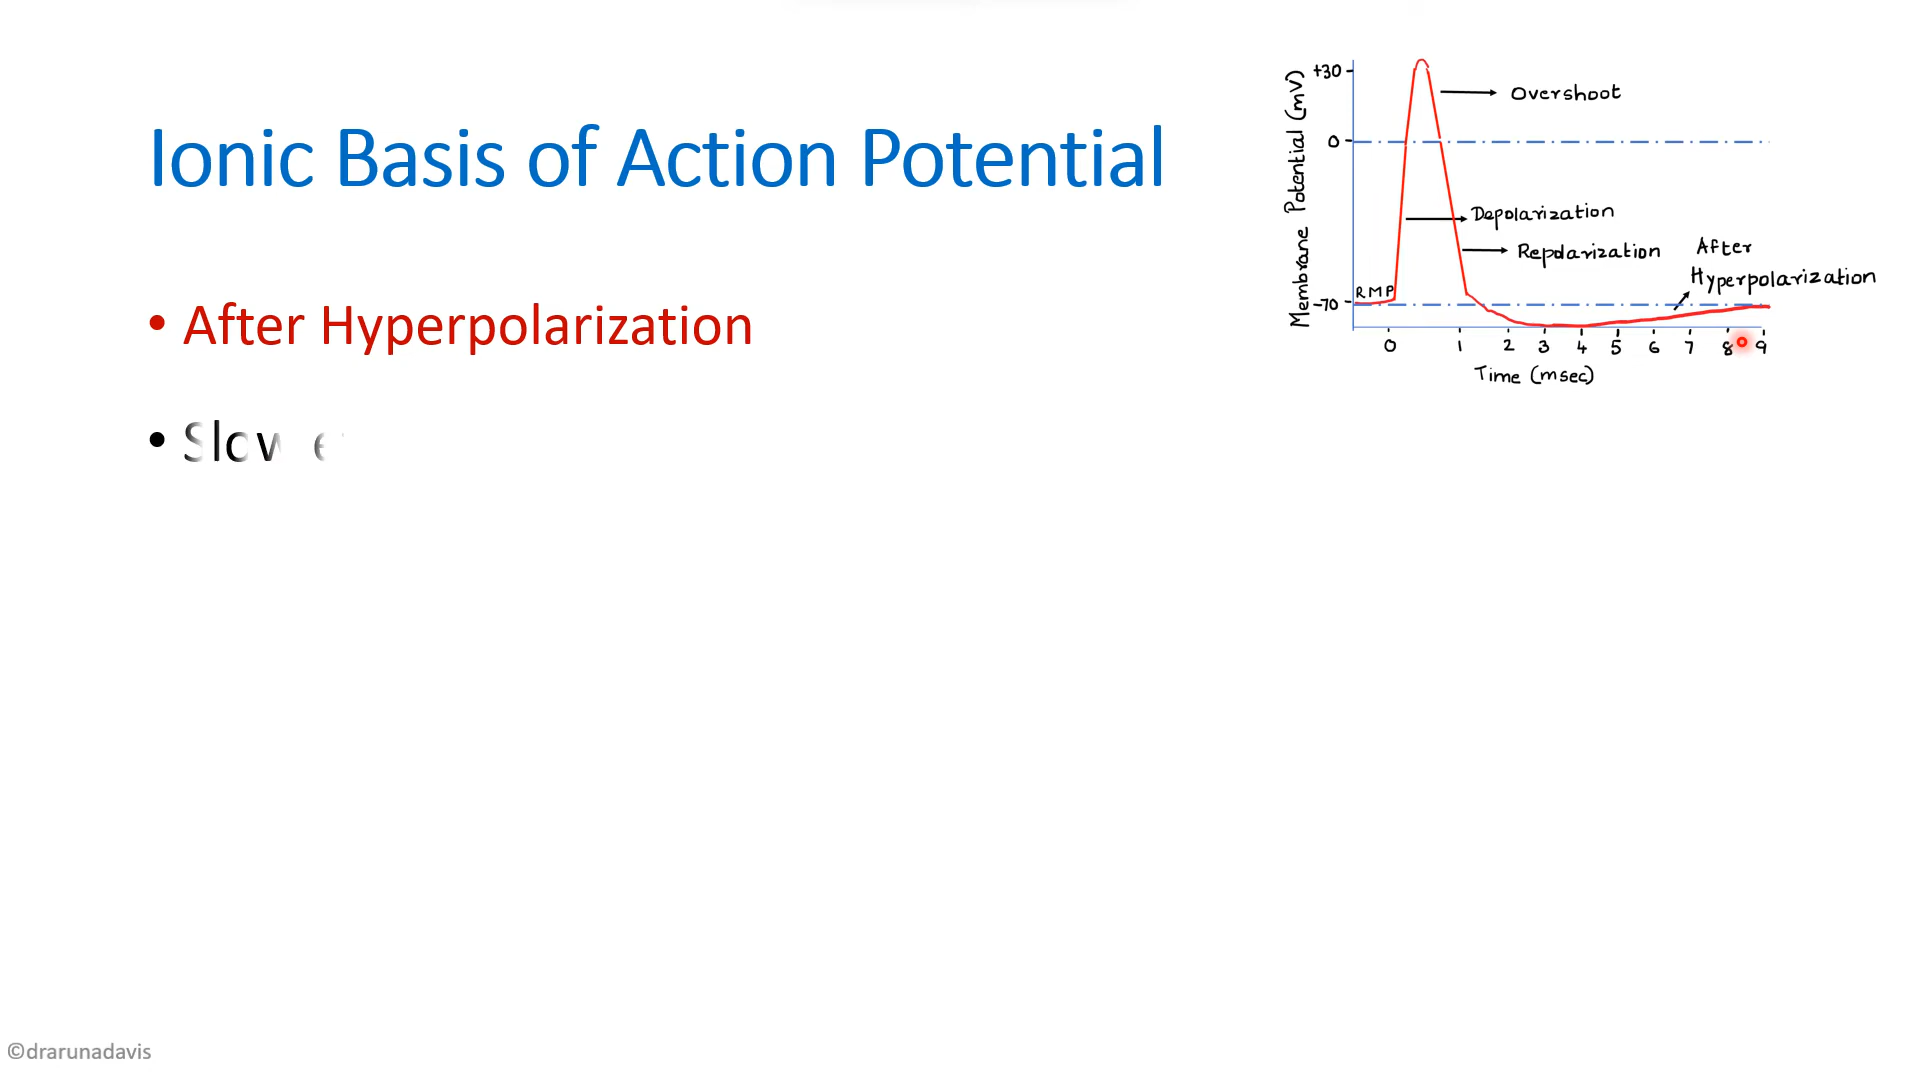 Ionic Basis of Action Potential
• After Hyperpolarization
• Slow
+30
Overshoot
0
Depolarization
Repolarization
After
Hyperpolarization
RMP
-70
Membrane Potential (mV)
0 1 2 3 4 5 6 7 8 9
Time (msec)
©drarunadavis